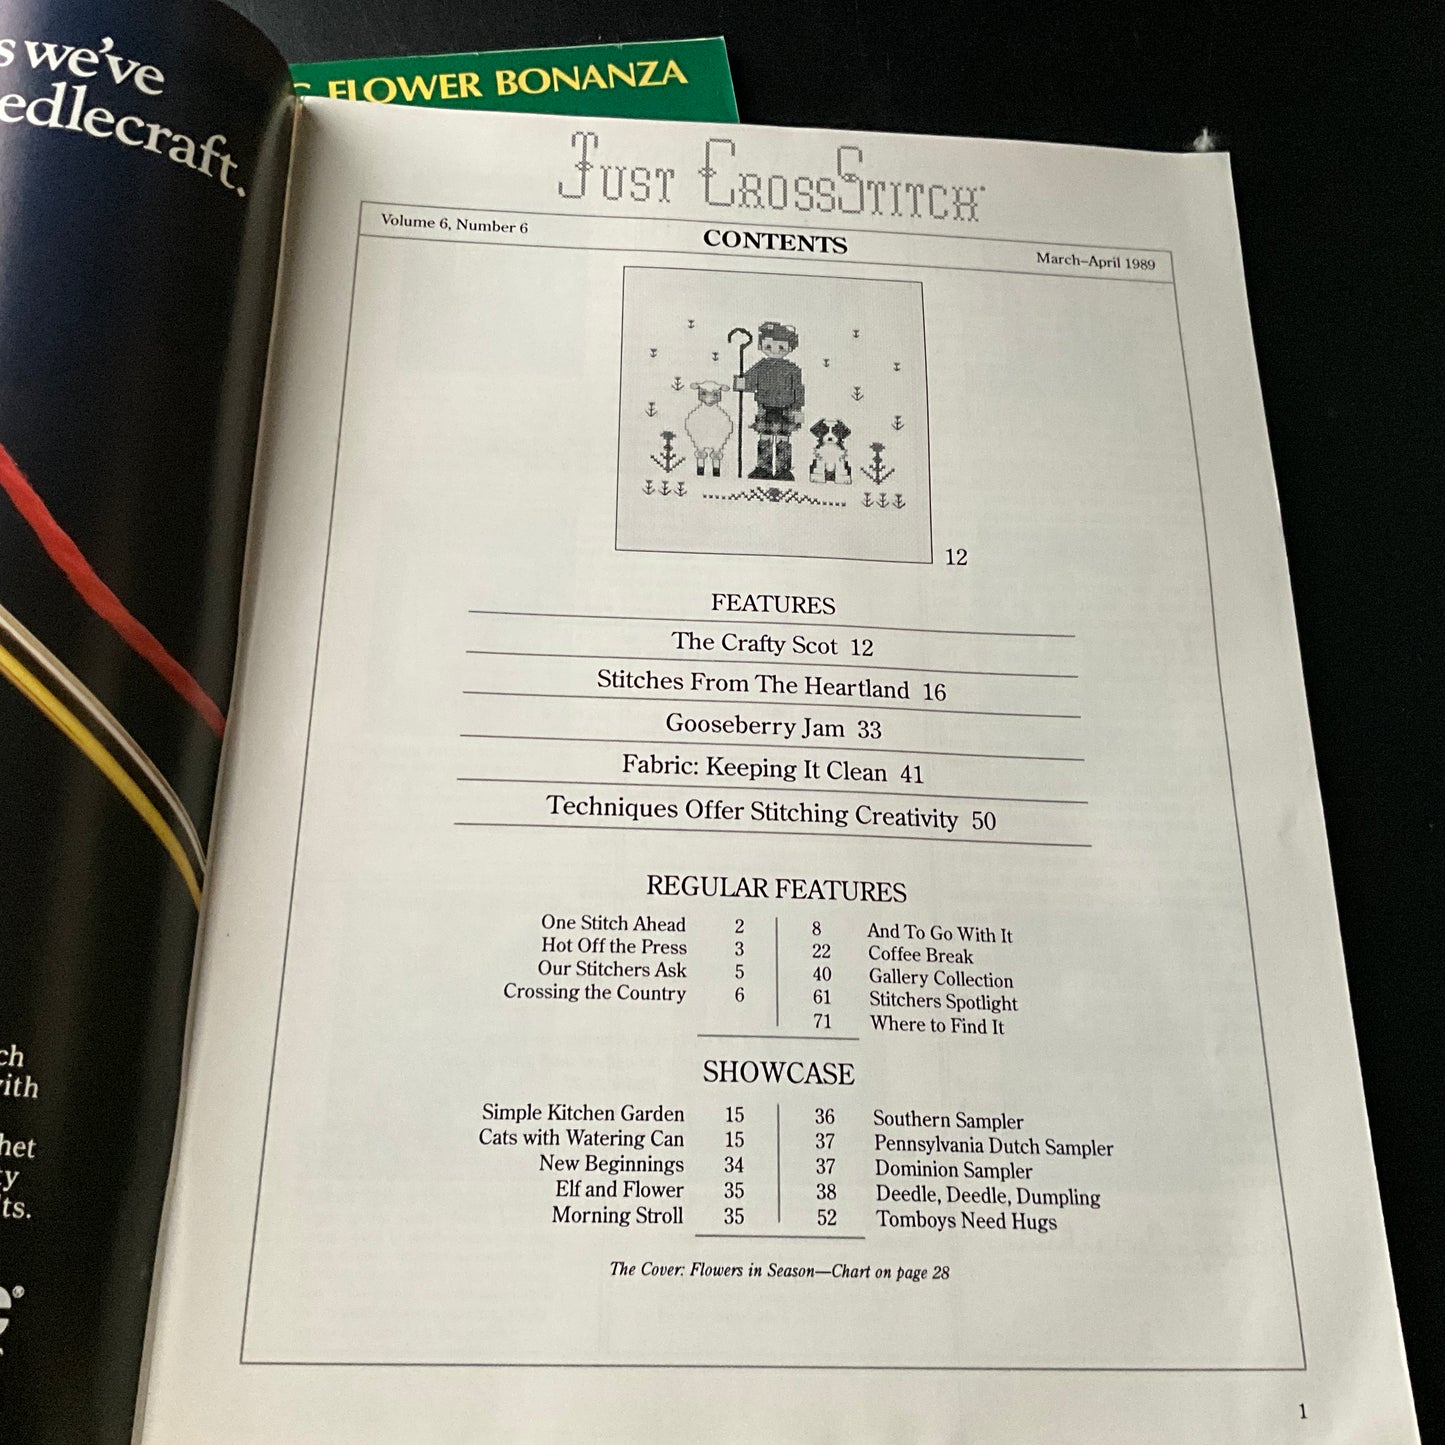 we've
FLOWER BONANZA
JUST CROSSSTITCH
Volume 6, Number 6
CONTENTS
March–April 1989
12
FEATURES
The Crafty Scot 12
Stitches From The Heartland 16
Gooseberry Jam 33
Fabric: Keeping It Clean 41
Techniques Offer Stitching Creativity 50
REGULAR FEATURES
One Stitch Ahead 2
Hot Off the Press 3
Our Stitchers Ask 5
Crossing the Country 6
8 And To Go With It
22 Coffee Break
40 Gallery Collection
61 Stitchers Spotlight
71 Where to Find It
SHOWCASE
Simple Kitchen Garden 15
Cats with Watering Can 15
New Beginnings 34
Elf and Flower 35
Morning Stroll 35
36 Southern Sampler
37 Pennsylvania Dutch Sampler
37 Dominion Sampler
38 Deedle, Deedle, Dumpling
52 Tomboys Need Hugs
The Cover: Flowers in Season—Chart on page 28
1